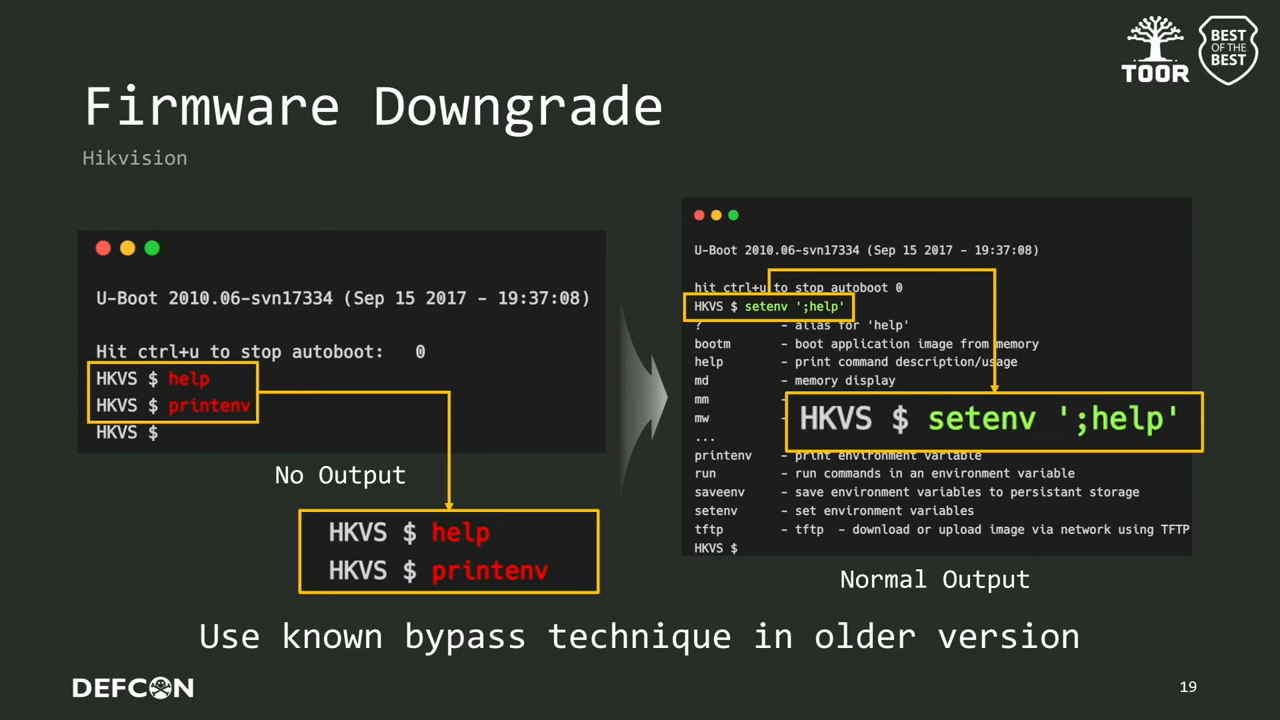 TOOR
BEST
OF THE
BEST
Firmware Downgrade
Hikvision
U-Boot 2010.06-svn17334 (Sep 15 2017 - 19:37:08)
Hit ctrl+u to stop autoboot:   0
HKVS $ help
HKVS $ printenv
HKVS $
No Output
HKVS $ help
HKVS $ printenv
U-Boot 2010.06-svn17334 (Sep 15 2017 - 19:37:08)
hit ctrl+u to stop autoboot 0
HKVS $ setenv ';help'
?        - alias for 'help'
bootm    - boot application image from memory
help     - print command description/usage
md       - memory display
mm       -
mw       -
...
HKVS $ setenv ';help'
printenv - print environment variable
run      - run commands in an environment variable
saveenv  - save environment variables to persistant storage
setenv   - set environment variables
tftp     - tftp  - download or upload image via network using TFTP
HKVS $
Normal Output
Use known bypass technique in older version
DEFCON
19